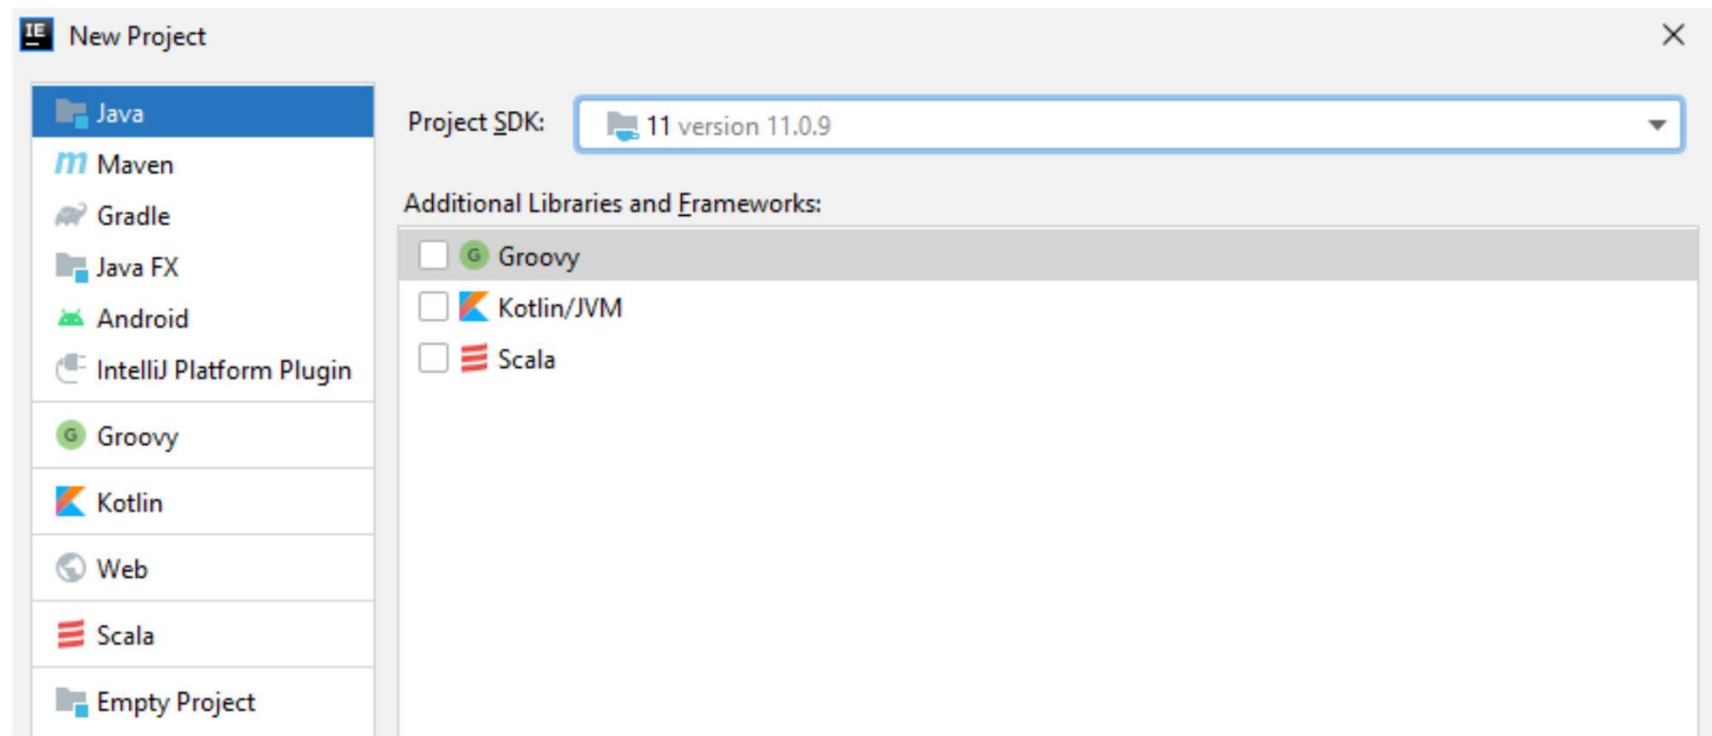 IE New Project
Java
Maven
Gradle
Java FX
Android
IntelliJ Platform Plugin
Groovy
Kotlin
Web
Scala
Empty Project
Project SDK: 11 version 11.0.9
Additional Libraries and Frameworks:
G Groovy
Kotlin/JVM
Scala